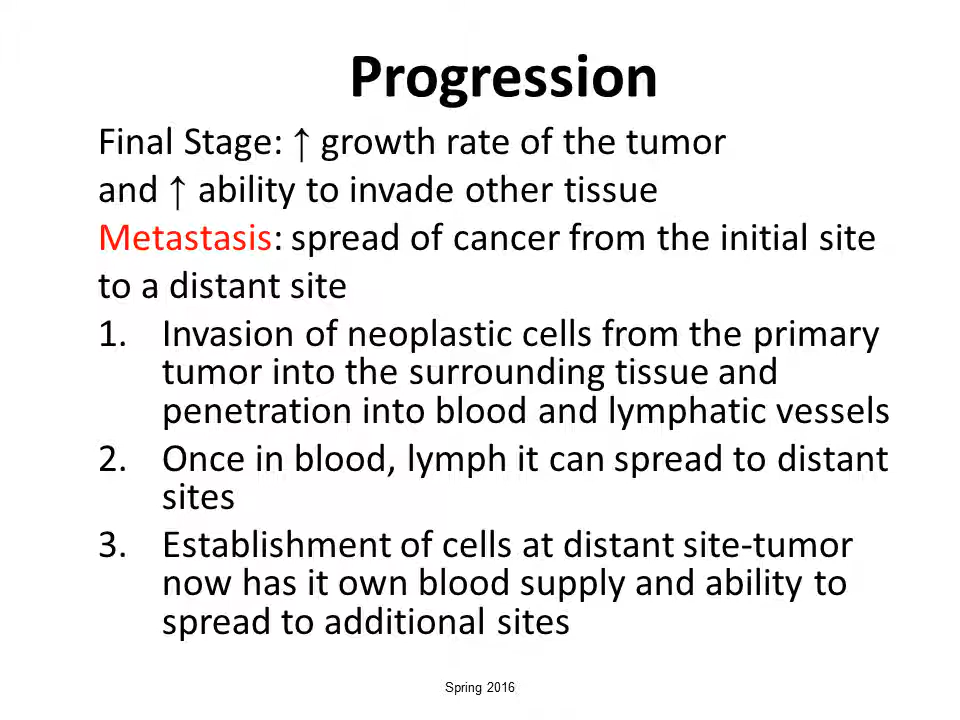 Progression
Final Stage: ↑ growth rate of the tumor
and ↑ ability to invade other tissue
Metastasis: spread of cancer from the initial site
to a distant site
1. Invasion of neoplastic cells from the primary
tumor into the surrounding tissue and
penetration into blood and lymphatic vessels
2. Once in blood, lymph it can spread to distant
sites
3. Establishment of cells at distant site-tumor
now has it own blood supply and ability to
spread to additional sites
Spring 2016